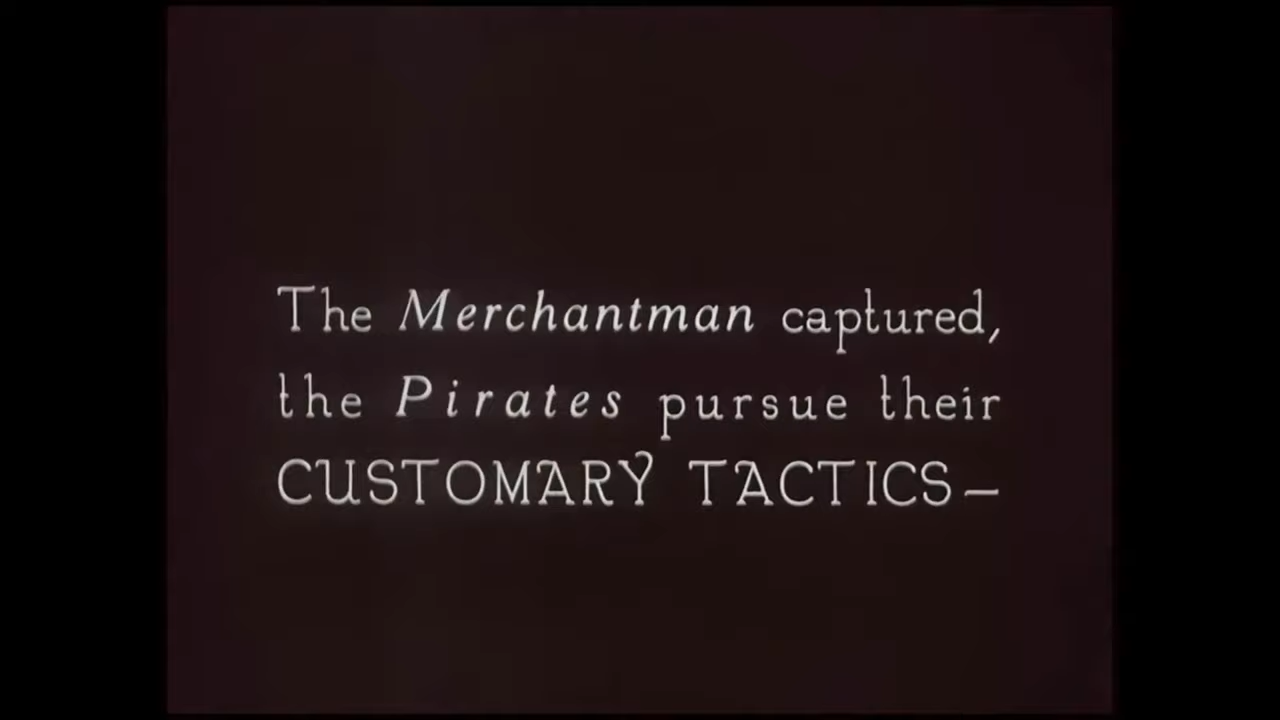 The Merchantman captured,
the Pirates pursue their
CUSTOMARY TACTICS—